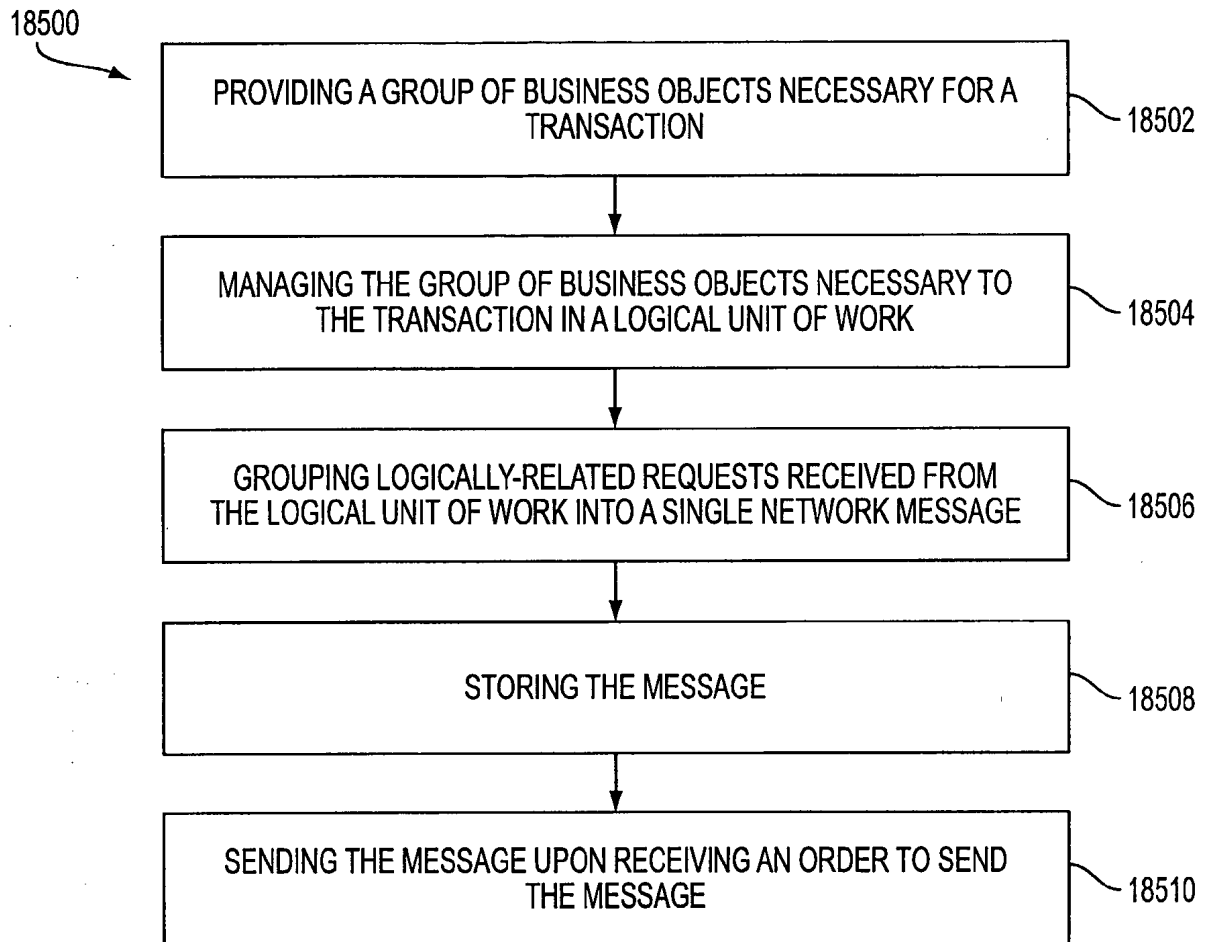 18500
PROVIDING A GROUP OF BUSINESS OBJECTS NECESSARY FOR A
TRANSACTION
18502
MANAGING THE GROUP OF BUSINESS OBJECTS NECESSARY TO
THE TRANSACTION IN A LOGICAL UNIT OF WORK
18504
GROUPING LOGICALLY-RELATED REQUESTS RECEIVED FROM
THE LOGICAL UNIT OF WORK INTO A SINGLE NETWORK MESSAGE
18506
STORING THE MESSAGE
18508
SENDING THE MESSAGE UPON RECEIVING AN ORDER TO SEND
THE MESSAGE
18510